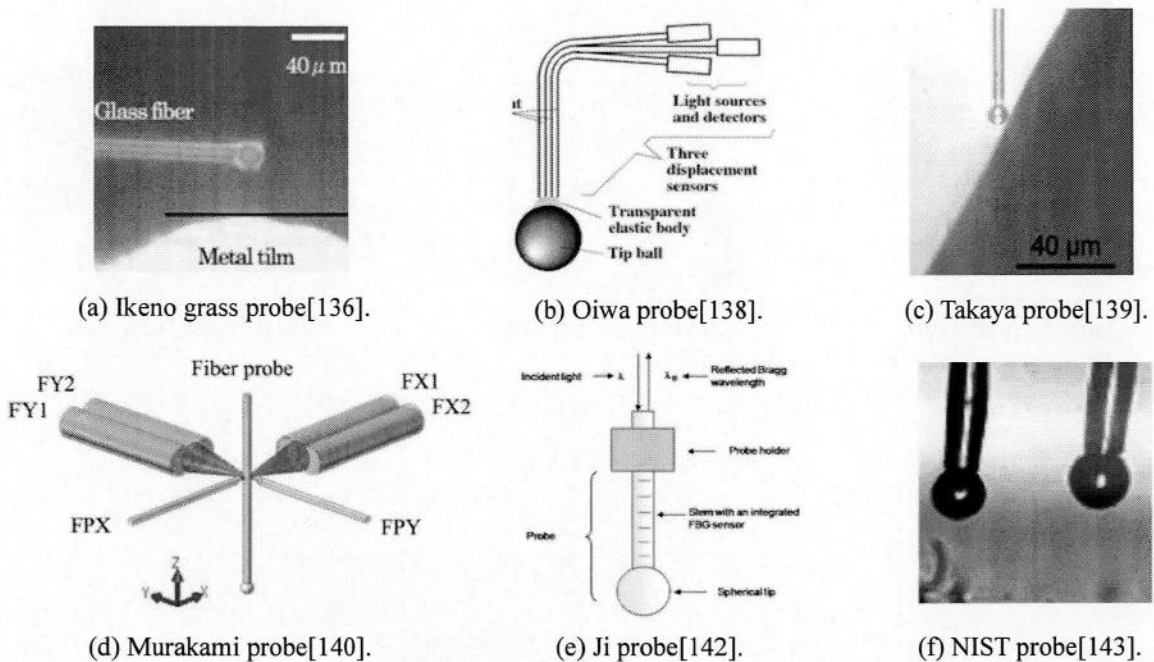 40 μ m
Glass fiber
Metal tilm
(a) Ikeno grass probe[136].
nt
Light sources
and detectors
Three
displacement
sensors
Transparent
elastic body
Tip ball
(b) Oiwa probe[138].
40 μm
(c) Takaya probe[139].
Fiber probe
FY2
FY1
FX1
FX2
FPX
FPY
Z
Y
X
(d) Murakami probe[140].
Incident light
λ
λB
Reflected Bragg
wavelength
Probe holder
Probe
Stem with an integrated
FBG sensor
Spherical tip
(e) Ji probe[142].
(f) NIST probe[143].